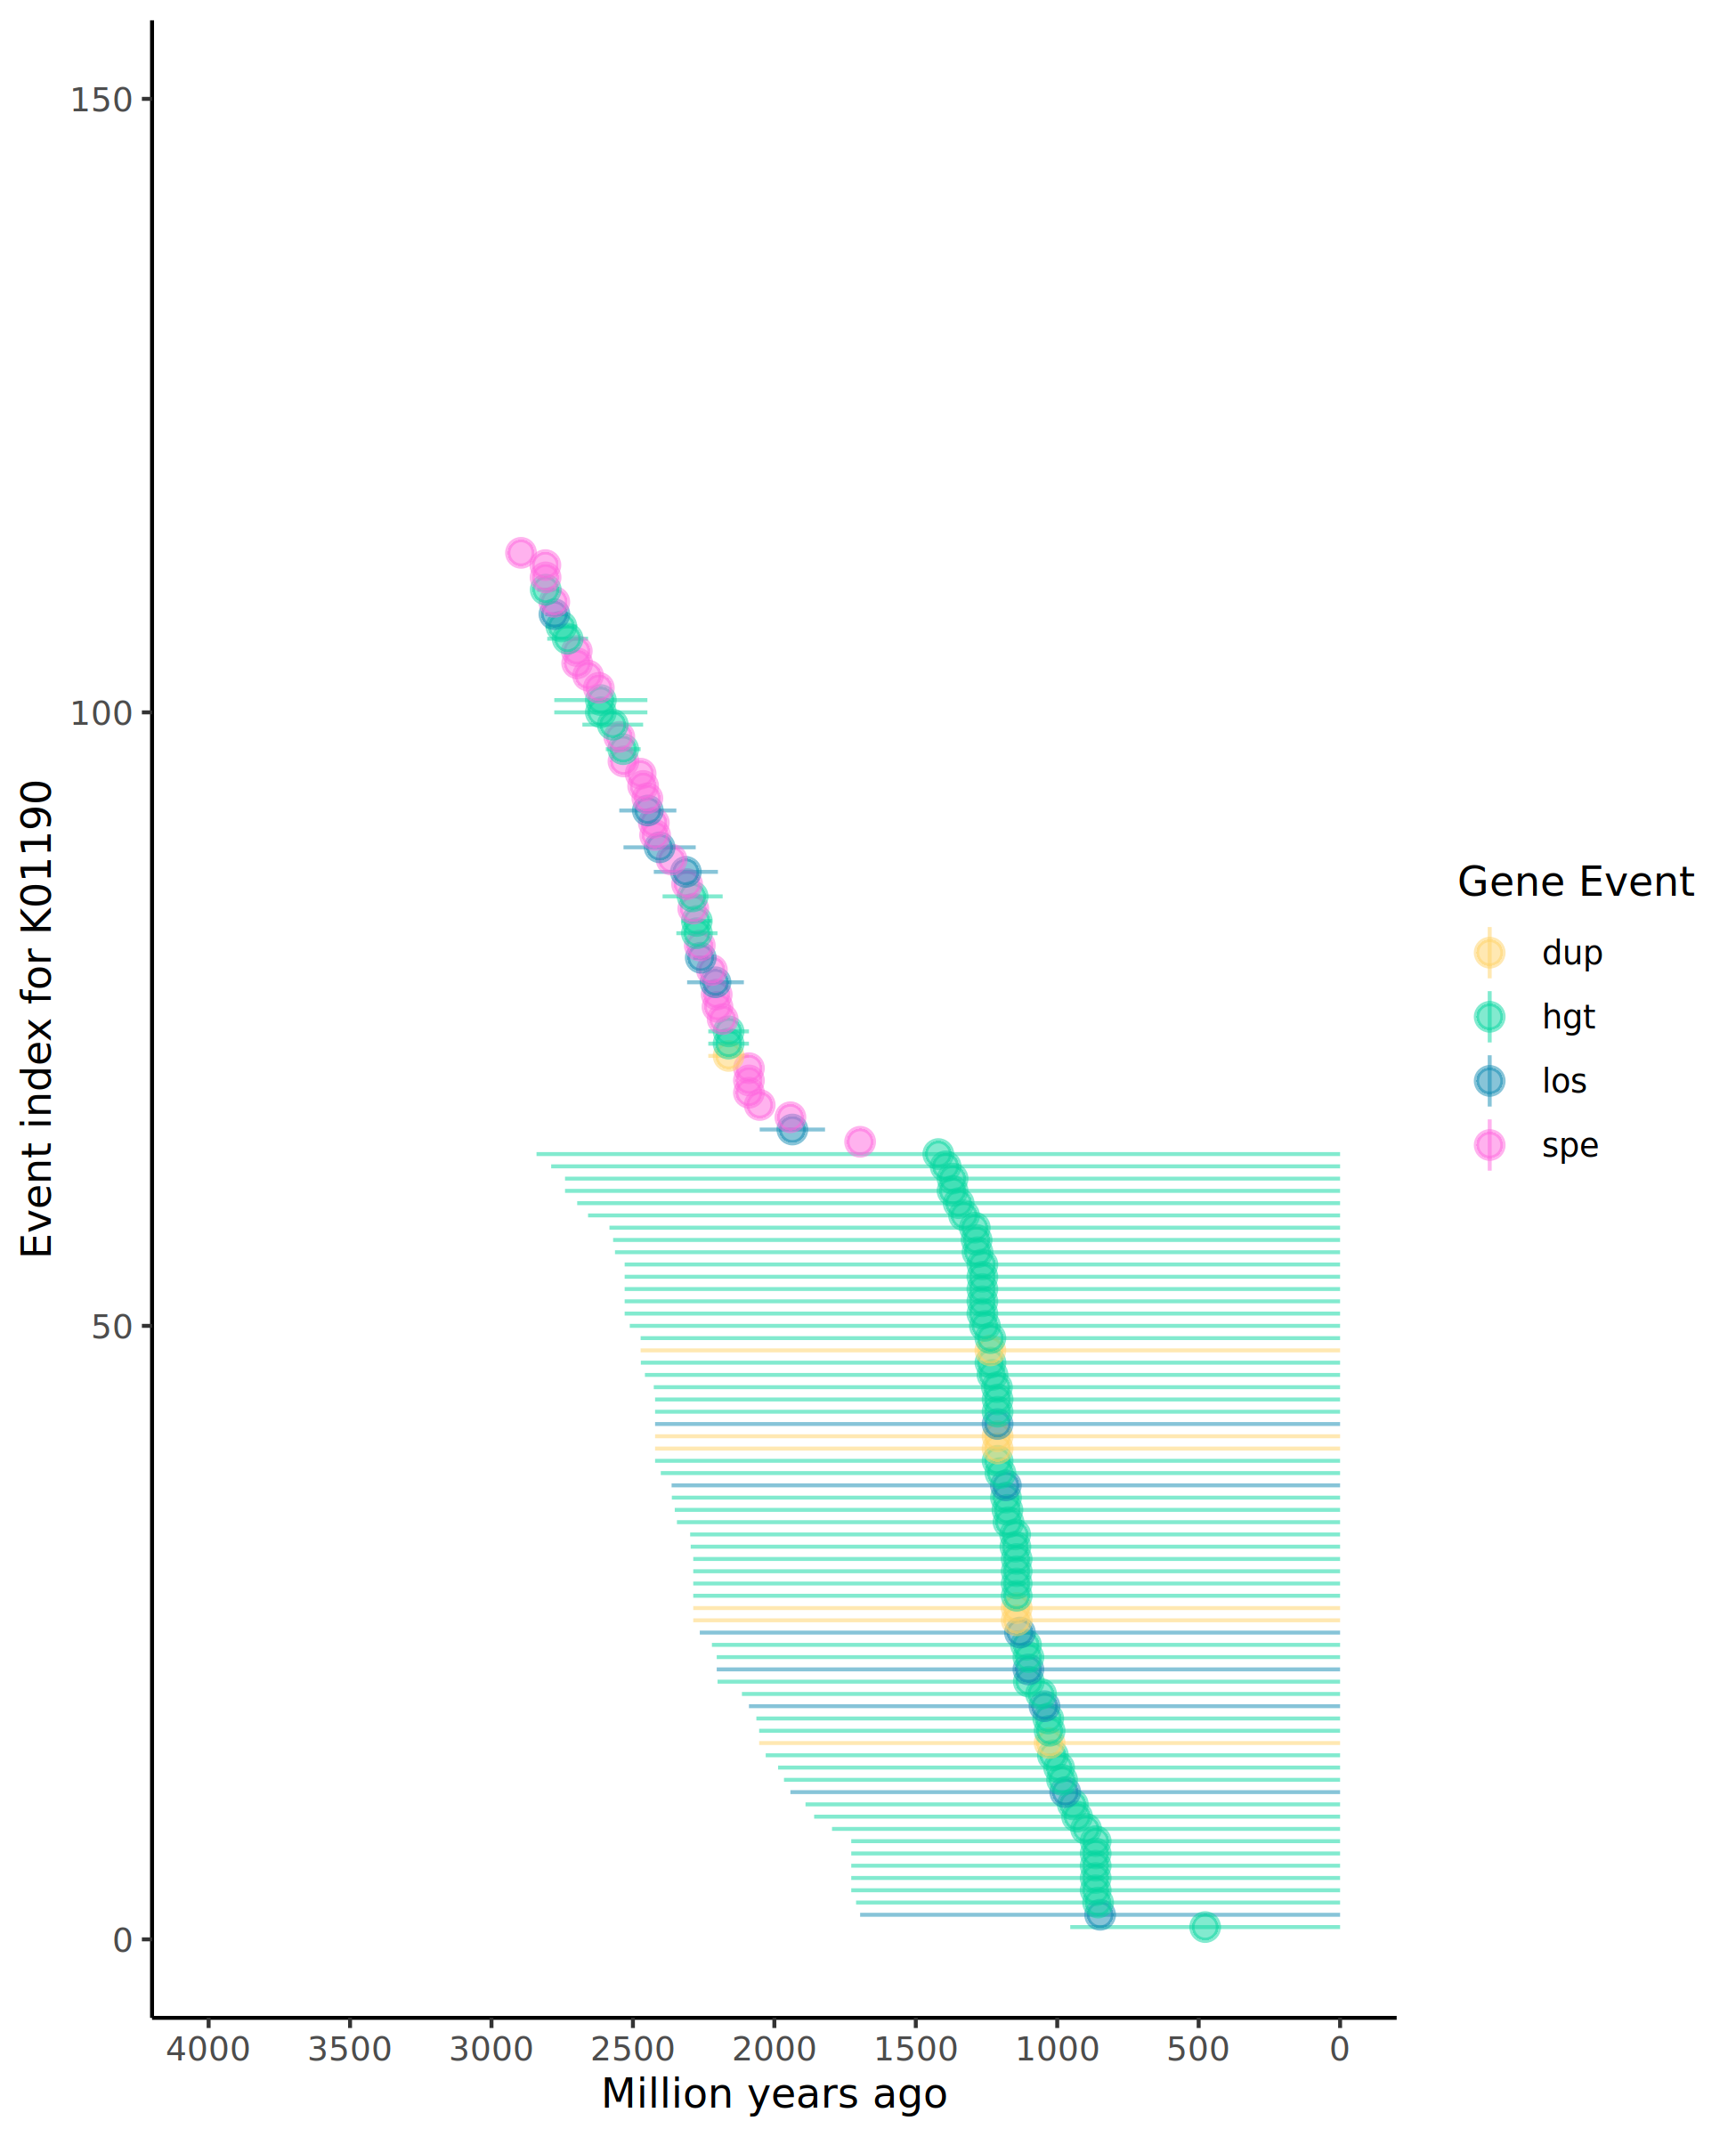 150
100
50
0
Event index for K01190
4000 3500 3000 2500 2000 1500 1000 500 0
Million years ago
Gene Event
dup
hgt
los
spe